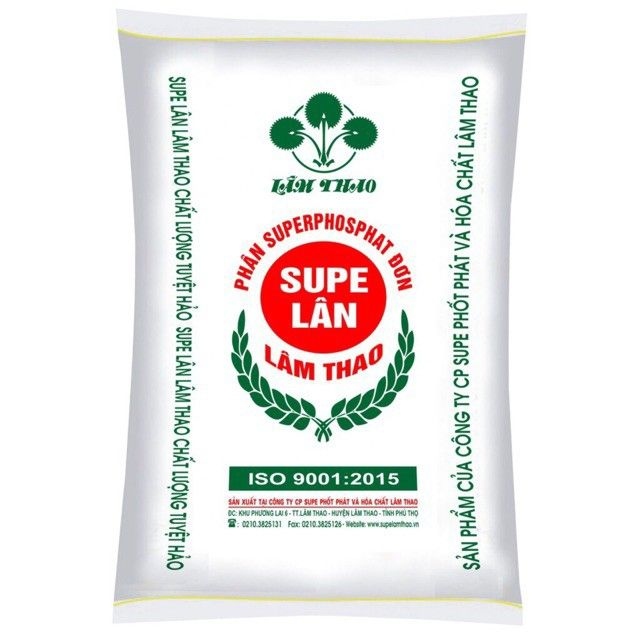 LÂM THAO
PHÂN SUPERPHOSPHAT ĐƠN
SUPE
LÂN
LÂM THAO
ISO 9001:2015
SẢN XUẤT TẠI CÔNG TY CP SUPE PHỐT PHÁT VÀ HÓA CHẤT LÂM THAO
ĐC: KHU PHƯƠNG LAI 6 - TT.LÂM THAO - HUYỆN LÂM THAO - TỈNH PHÚ THỌ
☎: 0210.3825131 Fax: 0210.3825126 - Website: www.supelamthao.vn
SUPE LÂN LÂM THAO CHẤT LƯỢNG TUYỆT HẢO SUPE LÂN LÂM THAO CHẤT LƯỢNG TUYỆT HẢO
SẢN PHẨM CỦA CÔNG TY CP SUPE PHỐT PHÁT VÀ HÓA CHẤT LÂM THAO